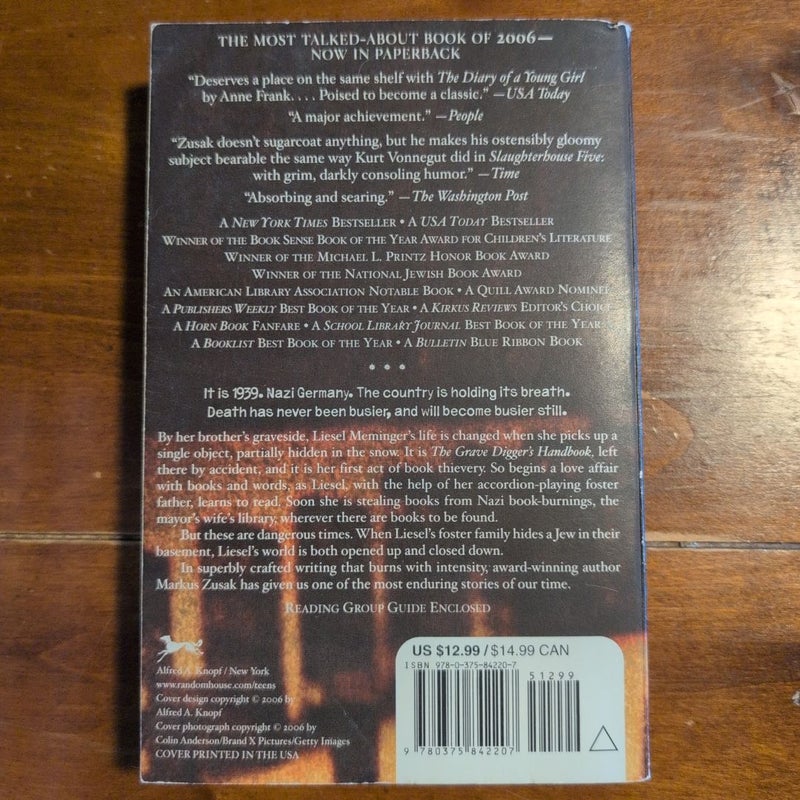 THE MOST TALKED-ABOUT BOOK OF 2006—
NOW IN PAPERBACK
“Deserves a place on the same shelf with The Diary of a Young Girl
by Anne Frank. . . . Poised to become a classic.” —USA Today
“A major achievement.” —People
“Zusak doesn’t sugarcoat anything, but he makes his ostensibly gloomy
subject bearable the same way Kurt Vonnegut did in Slaughterhouse Five:
with grim, darkly consoling humor.” —Time
“Absorbing and searing.” —The Washington Post
A NEW YORK TIMES BESTSELLER • A USA TODAY BESTSELLER
WINNER OF THE BOOK SENSE BOOK OF THE YEAR AWARD FOR CHILDREN’S LITERATURE
WINNER OF THE MICHAEL L. PRINTZ HONOR BOOK AWARD
WINNER OF THE NATIONAL JEWISH BOOK AWARD
AN AMERICAN LIBRARY ASSOCIATION NOTABLE BOOK • A QUILL AWARD NOMINEE
A PUBLISHERS WEEKLY BEST BOOK OF THE YEAR • A KIRKUS REVIEWS EDITOR’S CHOICE
A HORN BOOK FANFARE • A SCHOOL LIBRARY JOURNAL BEST BOOK OF THE YEAR
A BOOKLIST BEST BOOK OF THE YEAR • A BULLETIN BLUE RIBBON BOOK
• • •
It is 1939. Nazi Germany. The country is holding its breath.
Death has never been busier, and will become busier still.
By her brother’s graveside, Liesel Meminger’s life is changed when she picks up a
single object, partially hidden in the snow. It is The Grave Digger’s Handbook, left
there by accident, and it is her first act of book thievery. So begins a love affair
with books and words, as Liesel, with the help of her accordion-playing foster
father, learns to read. Soon she is stealing books from Nazi book-burnings, the
mayor’s wife’s library, wherever there are books to be found.
But these are dangerous times. When Liesel’s foster family hides a Jew in their
basement, Liesel’s world is both opened up and closed down.
In superbly crafted writing that burns with intensity, award-winning author
Markus Zusak has given us one of the most enduring stories of our time.
READING GROUP GUIDE ENCLOSED
Alfred A. Knopf / New York
www.randomhouse.com/teens
Cover design copyright © 2006 by
Alfred A. Knopf
Cover photograph copyright © 2006 by
Colin Anderson/Brand X Pictures/Getty Images
COVER PRINTED IN THE USA
US $12.99 / $14.99 CAN
ISBN 978-0-375-84220-7
51299
9 780375 842207